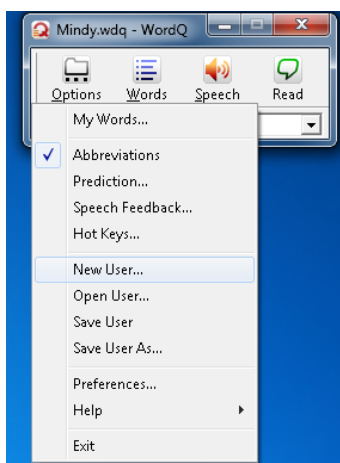 Mindy.wdq - WordQ
Options Words Speech Read
My Words...
Abbreviations
Prediction...
Speech Feedback...
Hot Keys...
New User...
Open User...
Save User
Save User As...
Preferences...
Help
Exit